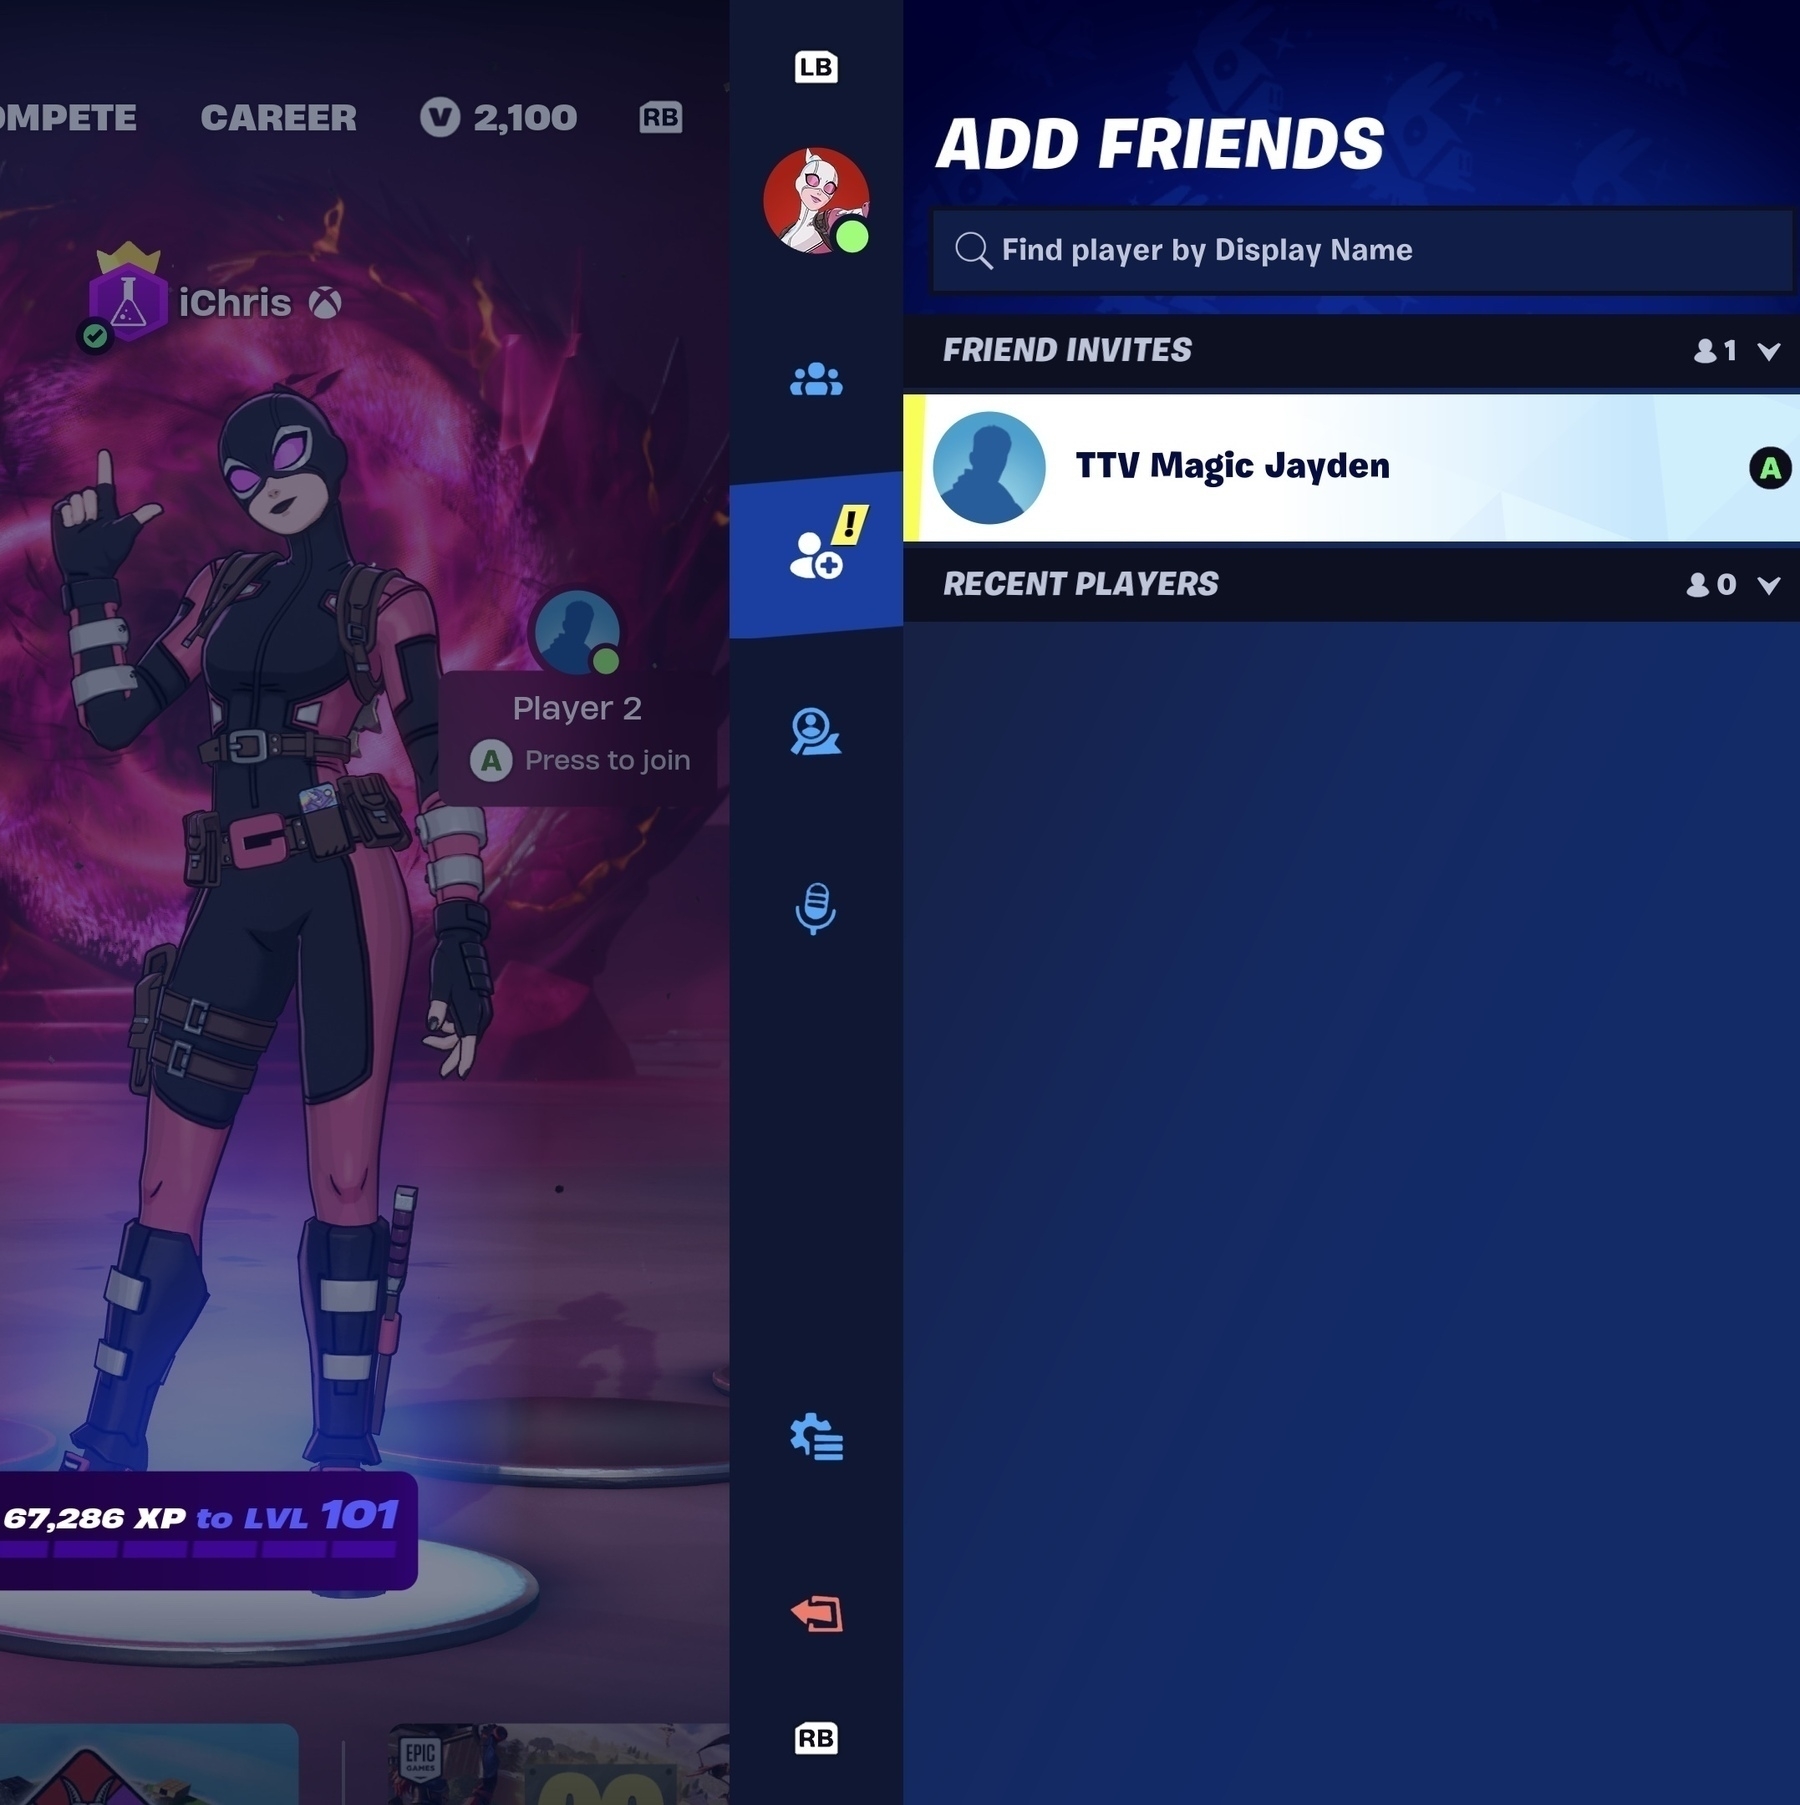 CAREER
2,100
RB
iChris
Player 2
A Press to join
67,286 XP to LVL 101
EPIC
GAMES
LB
!
RB
ADD FRIENDS
Find player by Display Name
FRIEND INVITES
1
TTV Magic Jayden
A
RECENT PLAYERS
0